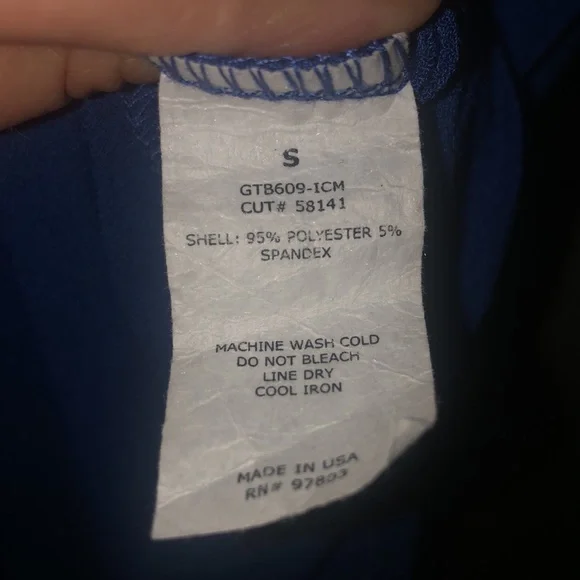 S
GTB609-ICM
CUT# 58141
SHELL: 95% POLYESTER 5%
SPANDEX
MACHINE WASH COLD
DO NOT BLEACH
LINE DRY
COOL IRON
MADE IN USA
RN# 97803